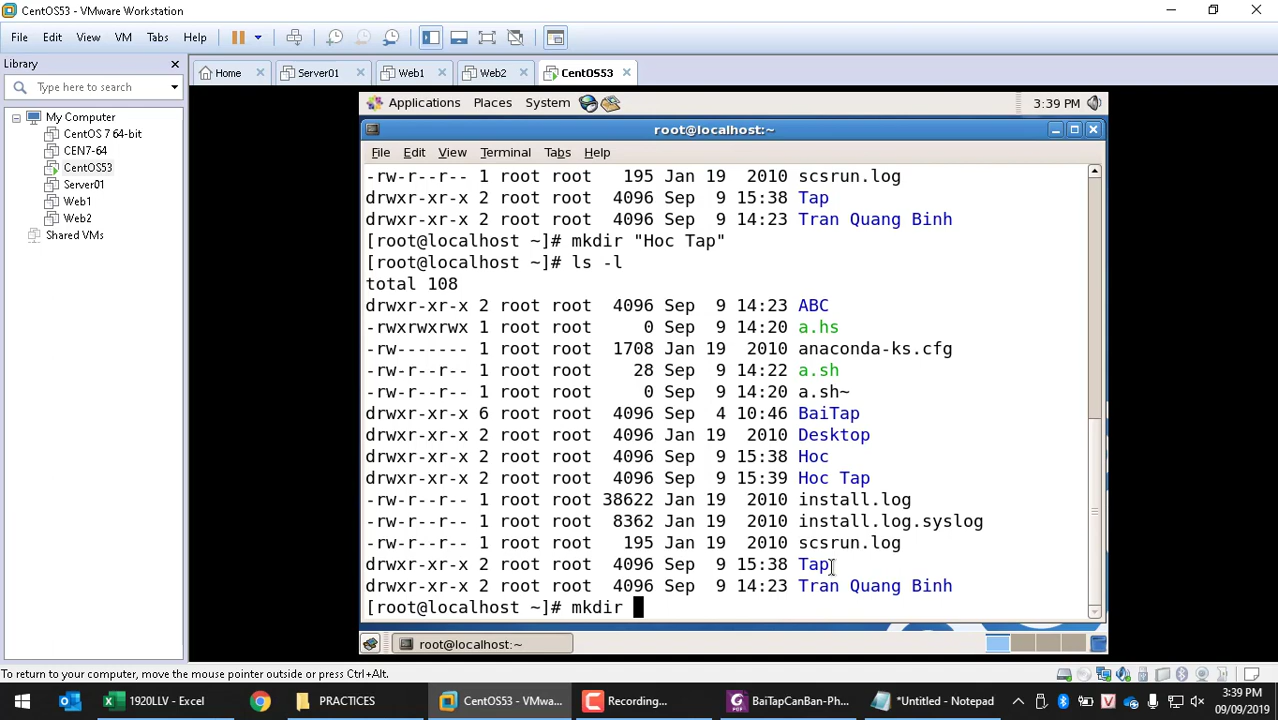 CentOS53 - VMware Workstation
File Edit View VM Tabs Help
Library
Type here to search
My Computer
CentOS 7 64-bit
CEN7-64
CentOS53
Server01
Web1
Web2
Shared VMs
Home Server01 Web1 Web2 CentOS53
Applications Places System 3:39 PM
root@localhost:~
File Edit View Terminal Tabs Help
-rw-r--r-- 1 root root 195 Jan 19 2010 scsrun.log
drwxr-xr-x 2 root root 4096 Sep 9 15:38 Tap
drwxr-xr-x 2 root root 4096 Sep 9 14:23 Tran Quang Binh
[root@localhost ~]# mkdir "Hoc Tap"
[root@localhost ~]# ls -l
total 108
drwxr-xr-x 2 root root 4096 Sep 9 14:23 ABC
-rwxrwxrwx 1 root root 0 Sep 9 14:20 a.hs
-rw------- 1 root root 1708 Jan 19 2010 anaconda-ks.cfg
-rw-r--r-- 1 root root 28 Sep 9 14:22 a.sh
-rw-r--r-- 1 root root 0 Sep 9 14:20 a.sh~
drwxr-xr-x 6 root root 4096 Sep 4 10:46 BaiTap
drwxr-xr-x 2 root root 4096 Jan 19 2010 Desktop
drwxr-xr-x 2 root root 4096 Sep 9 15:38 Hoc
drwxr-xr-x 2 root root 4096 Sep 9 15:39 Hoc Tap
-rw-r--r-- 1 root root 38622 Jan 19 2010 install.log
-rw-r--r-- 1 root root 8362 Jan 19 2010 install.log.syslog
-rw-r--r-- 1 root root 195 Jan 19 2010 scsrun.log
drwxr-xr-x 2 root root 4096 Sep 9 15:38 Tap
drwxr-xr-x 2 root root 4096 Sep 9 14:23 Tran Quang Binh
[root@localhost ~]# mkdir
root@localhost:~
To return to your computer, move the mouse pointer outside or press Ctrl+Alt.
1920LLV - Excel PRACTICES CentOS53 - VMwa... Recording... BaiTapCanBan-Ph... *Untitled - Notepad 3:39 PM
09/09/2019